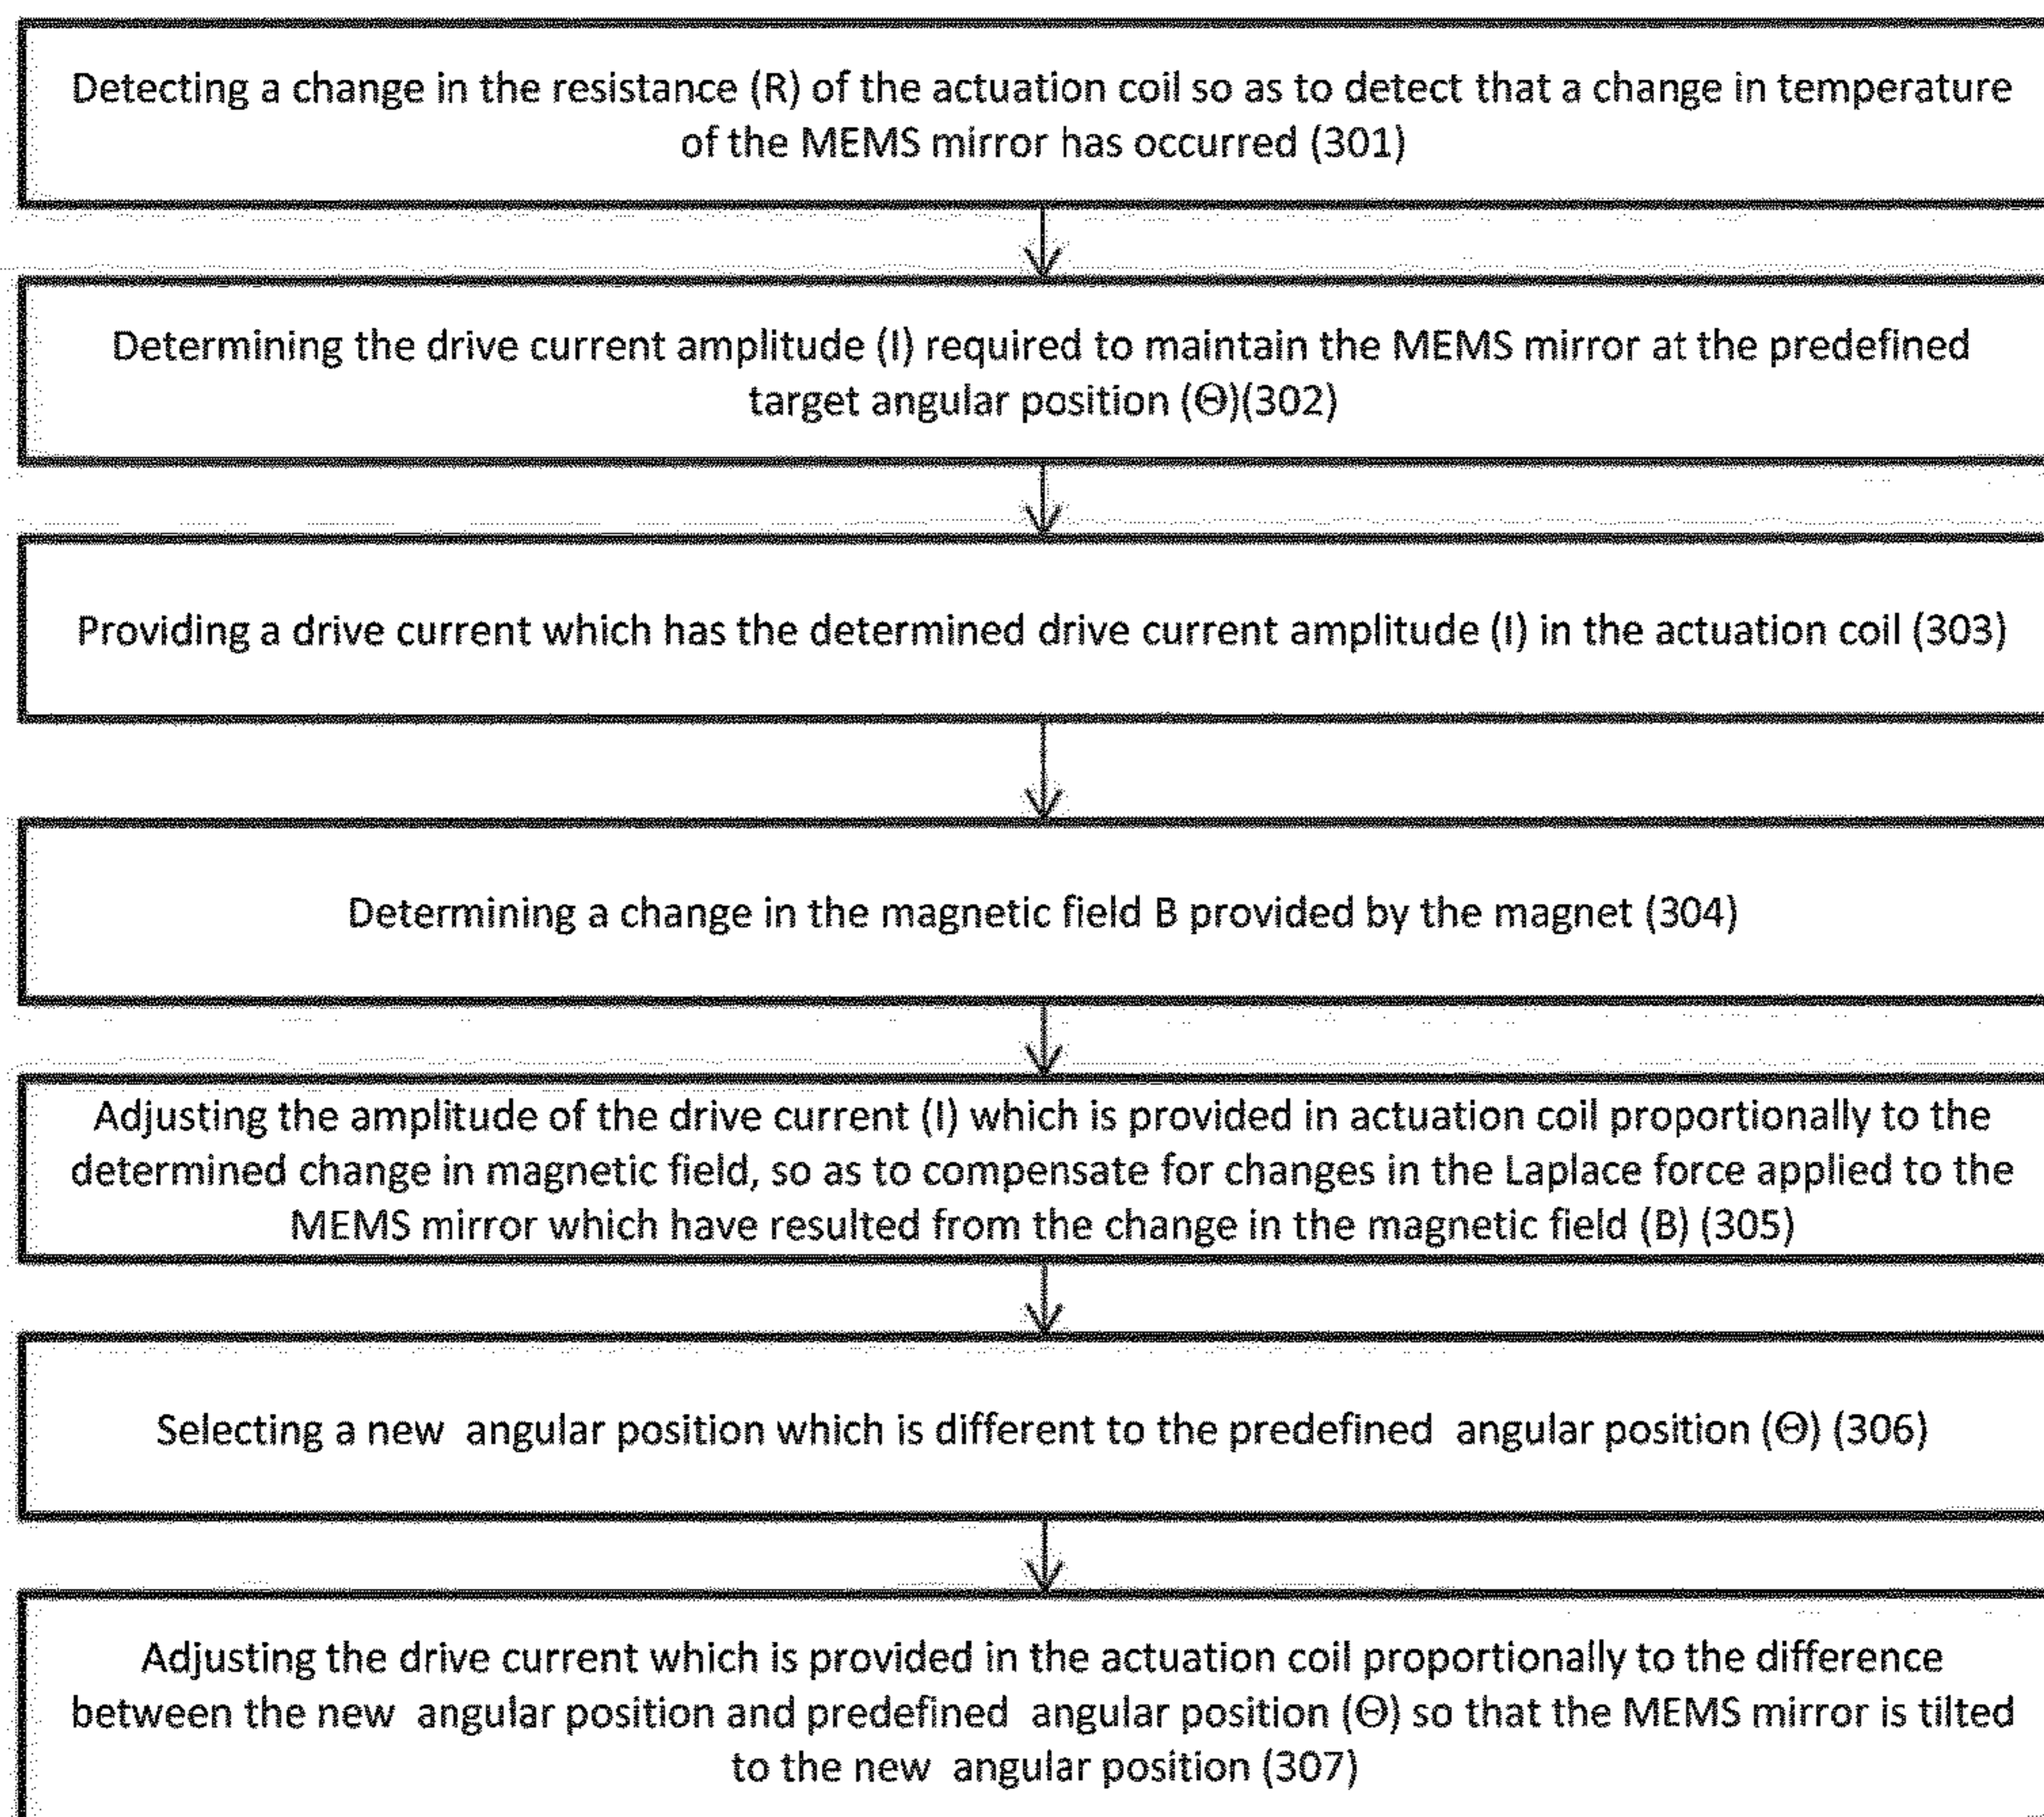 Detecting a change in the resistance (R) of the actuation coil so as to detect that a change in temperature
of the MEMS mirror has occurred (301)
Determining the drive current amplitude (I) required to maintain the MEMS mirror at the predefined
target angular position (Θ)(302)
Providing a drive current which has the determined drive current amplitude (I) in the actuation coil (303)
Determining a change in the magnetic field B provided by the magnet (304)
Adjusting the amplitude of the drive current (I) which is provided in actuation coil proportionally to the
determined change in magnetic field, so as to compensate for changes in the Laplace force applied to the
MEMS mirror which have resulted from the change in the magnetic field (B) (305)
Selecting a new angular position which is different to the predefined angular position (Θ) (306)
Adjusting the drive current which is provided in the actuation coil proportionally to the difference
between the new angular position and predefined angular position (Θ) so that the MEMS mirror is tilted
to the new angular position (307)